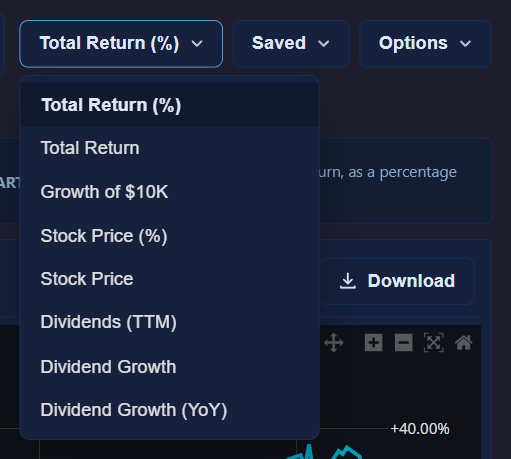 Total Return (%)
Saved
Options
Total Return (%)
Total Return
Growth of $10K
Stock Price (%)
Stock Price
Dividends (TTM)
Dividend Growth
Dividend Growth (YoY)
as a percentage
Download
+40.00%